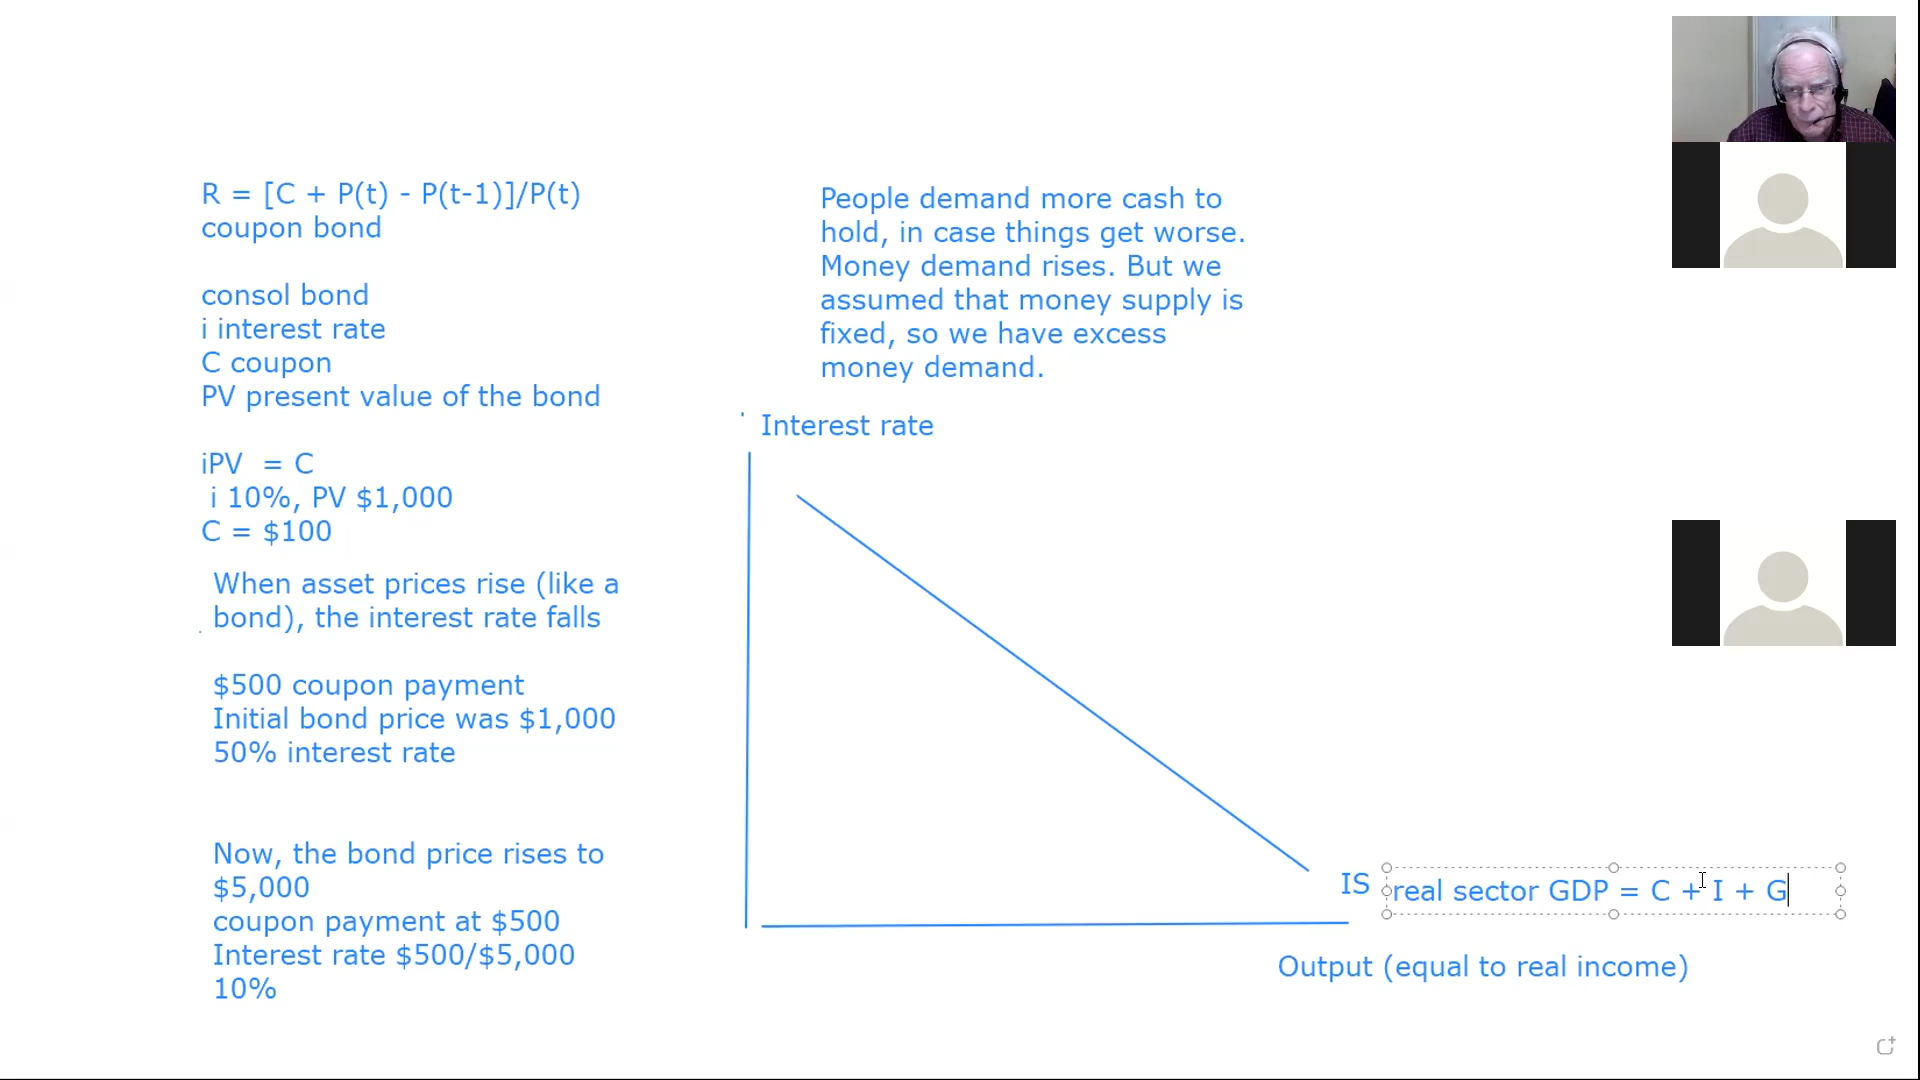 R = [C + P(t) - P(t-1)]/P(t)
coupon bond
consol bond
i interest rate
C coupon
PV present value of the bond
iPV  = C
i 10%, PV $1,000
C = $100
When asset prices rise (like a
bond), the interest rate falls
$500 coupon payment
Initial bond price was $1,000
50% interest rate
Now, the bond price rises to
$5,000
coupon payment at $500
Interest rate $500/$5,000
10%
People demand more cash to
hold, in case things get worse.
Money demand rises. But we
assumed that money supply is
fixed, so we have excess
money demand.
Interest rate
IS
real sector GDP = C + I + G
Output (equal to real income)